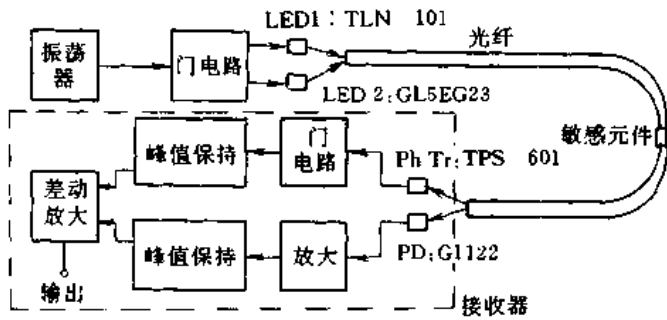 LED1:TLN 101
振荡
器
门电路
光纤
LED 2:GL5EG23
敏感元件
峰值保持
门
电路
Ph Tr:TPS 601
差动
放大
峰值保持
放大
PD:G1122
输出
接收器